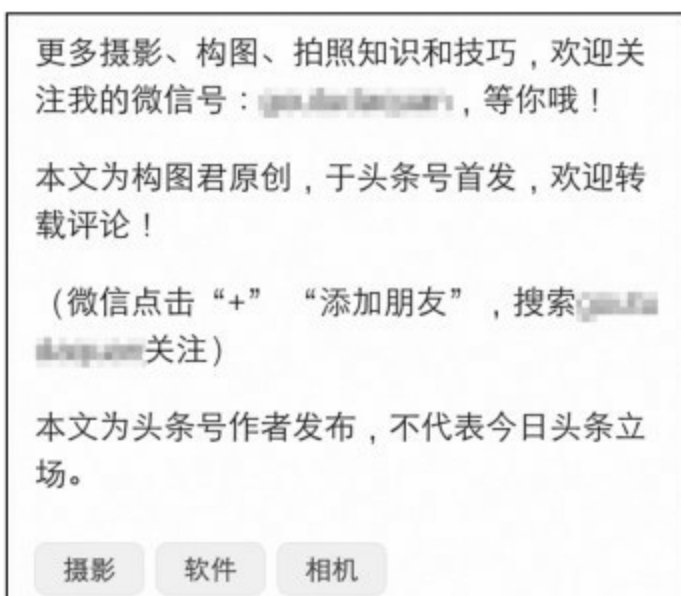 更多摄影、构图、拍照知识和技巧，欢迎关
注我的微信号：，等你哦！
本文为构图君原创，于头条号首发，欢迎转
载评论！
（微信点击“+” “添加朋友”，搜索
关注）
本文为头条号作者发布，不代表今日头条立
场。
摄影 软件 相机